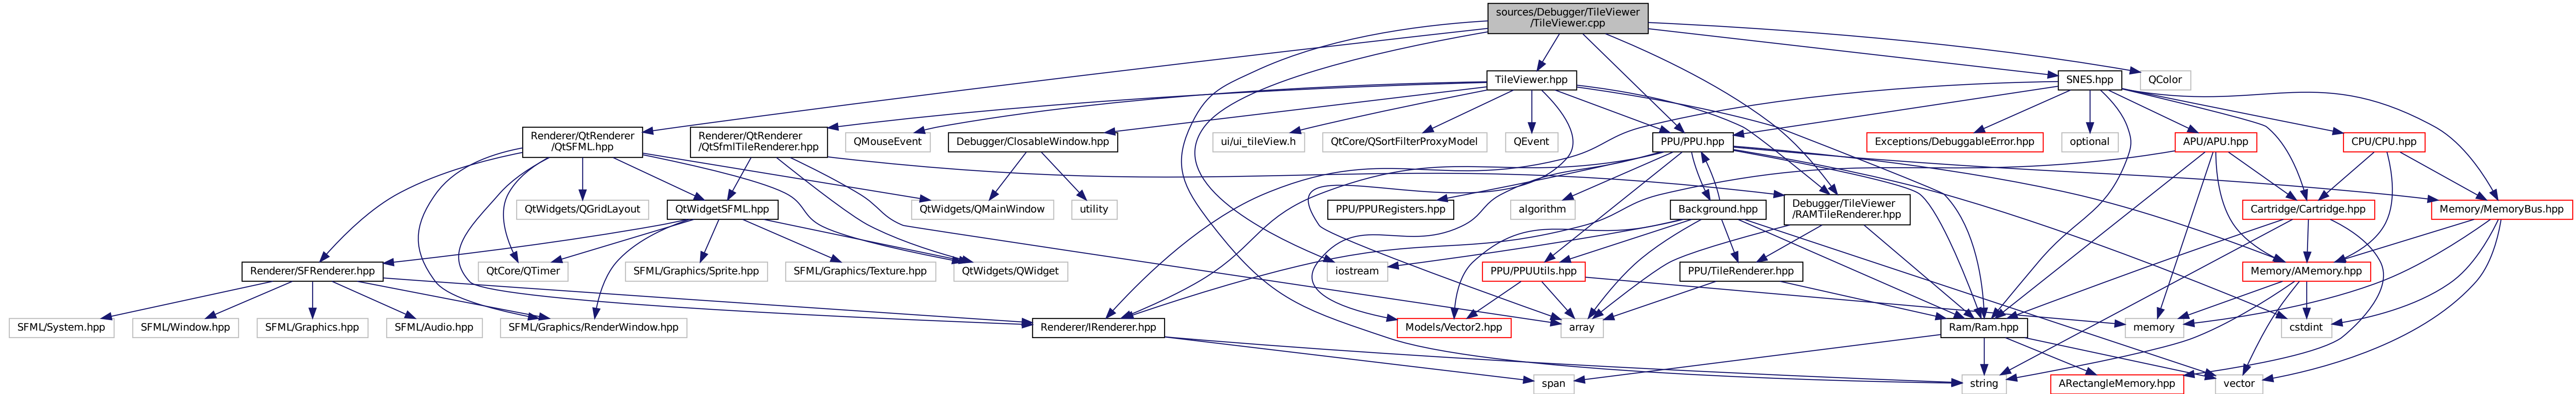 sources/Debugger/TileViewer
/TileViewer.cpp
TileViewer.hpp
SNES.hpp
QColor
Renderer/QtRenderer
/QtSFML.hpp
Renderer/QtRenderer
/QtSfmlTileRenderer.hpp
QMouseEvent
Debugger/ClosableWindow.hpp
ui/ui_tileView.h
QtCore/QSortFilterProxyModel
QEvent
PPU/PPU.hpp
Exceptions/DebuggableError.hpp
optional
APU/APU.hpp
CPU/CPU.hpp
QtWidgets/QGridLayout
QtWidgetSFML.hpp
QtWidgets/QMainWindow
utility
PPU/PPURegisters.hpp
algorithm
Background.hpp
Debugger/TileViewer
/RAMTileRenderer.hpp
Cartridge/Cartridge.hpp
Memory/MemoryBus.hpp
Renderer/SFRenderer.hpp
QtCore/QTimer
SFML/Graphics/Sprite.hpp
SFML/Graphics/Texture.hpp
QtWidgets/QWidget
iostream
PPU/PPUUtils.hpp
PPU/TileRenderer.hpp
Memory/AMemory.hpp
SFML/System.hpp
SFML/Window.hpp
SFML/Graphics.hpp
SFML/Audio.hpp
SFML/Graphics/RenderWindow.hpp
Renderer/IRenderer.hpp
Models/Vector2.hpp
array
Ram/Ram.hpp
memory
cstdint
span
string
ARectangleMemory.hpp
vector